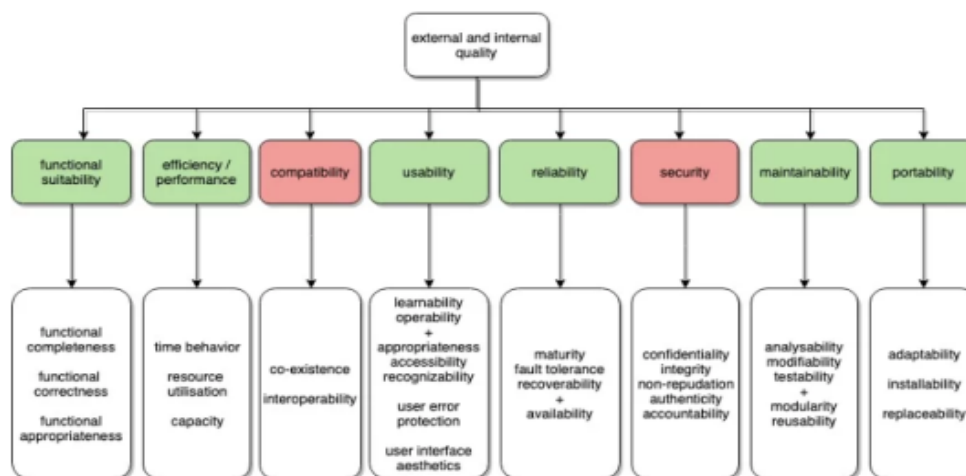 external and internal
quality
functional
suitability
efficiency /
performance
compatibility
usability
reliability
security
maintainability
portability
functional
completeness
functional
correctness
functional
appropriateness
time behavior
resource
utilisation
capacity
co-existence
interoperability
learnability
operability
+
appropriateness
accessibility
recognizability
user error
protection
user interface
aesthetics
maturity
fault tolerance
recoverability
+
availability
confidentiality
integrity
non-repudation
authenticity
accountability
analysability
modifiability
testability
+
modularity
reusability
adaptability
installability
replaceability